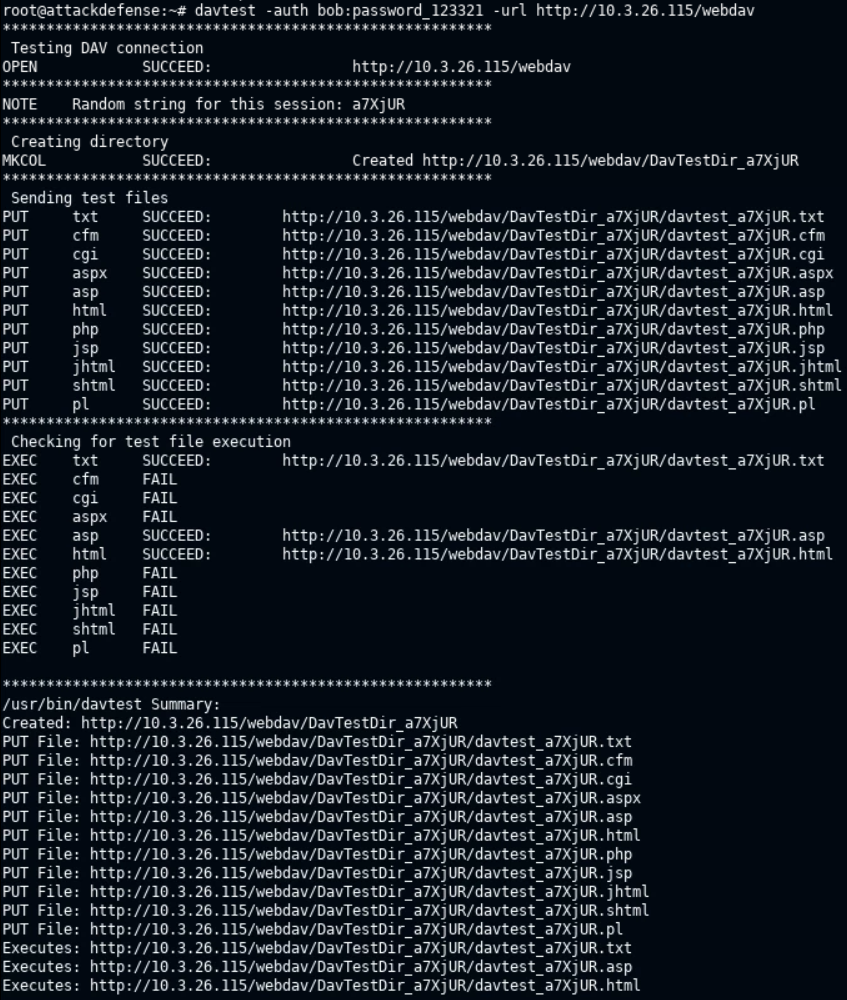 root@attackdefense:~# davtest -auth bob:password_123321 -url http://10.3.26.115/webdav
********************************************************
 Testing DAV connection
OPEN            SUCCEED:                http://10.3.26.115/webdav
********************************************************
NOTE    Random string for this session: a7XjUR
********************************************************
 Creating directory
MKCOL           SUCCEED:                Created http://10.3.26.115/webdav/DavTestDir_a7XjUR
********************************************************
 Sending test files
PUT     txt     SUCCEED:        http://10.3.26.115/webdav/DavTestDir_a7XjUR/davtest_a7XjUR.txt
PUT     cfm     SUCCEED:        http://10.3.26.115/webdav/DavTestDir_a7XjUR/davtest_a7XjUR.cfm
PUT     cgi     SUCCEED:        http://10.3.26.115/webdav/DavTestDir_a7XjUR/davtest_a7XjUR.cgi
PUT     aspx    SUCCEED:        http://10.3.26.115/webdav/DavTestDir_a7XjUR/davtest_a7XjUR.aspx
PUT     asp     SUCCEED:        http://10.3.26.115/webdav/DavTestDir_a7XjUR/davtest_a7XjUR.asp
PUT     html    SUCCEED:        http://10.3.26.115/webdav/DavTestDir_a7XjUR/davtest_a7XjUR.html
PUT     php     SUCCEED:        http://10.3.26.115/webdav/DavTestDir_a7XjUR/davtest_a7XjUR.php
PUT     jsp     SUCCEED:        http://10.3.26.115/webdav/DavTestDir_a7XjUR/davtest_a7XjUR.jsp
PUT     jhtml   SUCCEED:        http://10.3.26.115/webdav/DavTestDir_a7XjUR/davtest_a7XjUR.jhtml
PUT     shtml   SUCCEED:        http://10.3.26.115/webdav/DavTestDir_a7XjUR/davtest_a7XjUR.shtml
PUT     pl      SUCCEED:        http://10.3.26.115/webdav/DavTestDir_a7XjUR/davtest_a7XjUR.pl
********************************************************
 Checking for test file execution
EXEC    txt     SUCCEED:        http://10.3.26.115/webdav/DavTestDir_a7XjUR/davtest_a7XjUR.txt
EXEC    cfm     FAIL
EXEC    cgi     FAIL
EXEC    aspx    FAIL
EXEC    asp     SUCCEED:        http://10.3.26.115/webdav/DavTestDir_a7XjUR/davtest_a7XjUR.asp
EXEC    html    SUCCEED:        http://10.3.26.115/webdav/DavTestDir_a7XjUR/davtest_a7XjUR.html
EXEC    php     FAIL
EXEC    jsp     FAIL
EXEC    jhtml   FAIL
EXEC    shtml   FAIL
EXEC    pl      FAIL

********************************************************
/usr/bin/davtest Summary:
Created: http://10.3.26.115/webdav/DavTestDir_a7XjUR
PUT File: http://10.3.26.115/webdav/DavTestDir_a7XjUR/davtest_a7XjUR.txt
PUT File: http://10.3.26.115/webdav/DavTestDir_a7XjUR/davtest_a7XjUR.cfm
PUT File: http://10.3.26.115/webdav/DavTestDir_a7XjUR/davtest_a7XjUR.cgi
PUT File: http://10.3.26.115/webdav/DavTestDir_a7XjUR/davtest_a7XjUR.aspx
PUT File: http://10.3.26.115/webdav/DavTestDir_a7XjUR/davtest_a7XjUR.asp
PUT File: http://10.3.26.115/webdav/DavTestDir_a7XjUR/davtest_a7XjUR.html
PUT File: http://10.3.26.115/webdav/DavTestDir_a7XjUR/davtest_a7XjUR.php
PUT File: http://10.3.26.115/webdav/DavTestDir_a7XjUR/davtest_a7XjUR.jsp
PUT File: http://10.3.26.115/webdav/DavTestDir_a7XjUR/davtest_a7XjUR.jhtml
PUT File: http://10.3.26.115/webdav/DavTestDir_a7XjUR/davtest_a7XjUR.shtml
PUT File: http://10.3.26.115/webdav/DavTestDir_a7XjUR/davtest_a7XjUR.pl
Executes: http://10.3.26.115/webdav/DavTestDir_a7XjUR/davtest_a7XjUR.txt
Executes: http://10.3.26.115/webdav/DavTestDir_a7XjUR/davtest_a7XjUR.asp
Executes: http://10.3.26.115/webdav/DavTestDir_a7XjUR/davtest_a7XjUR.html